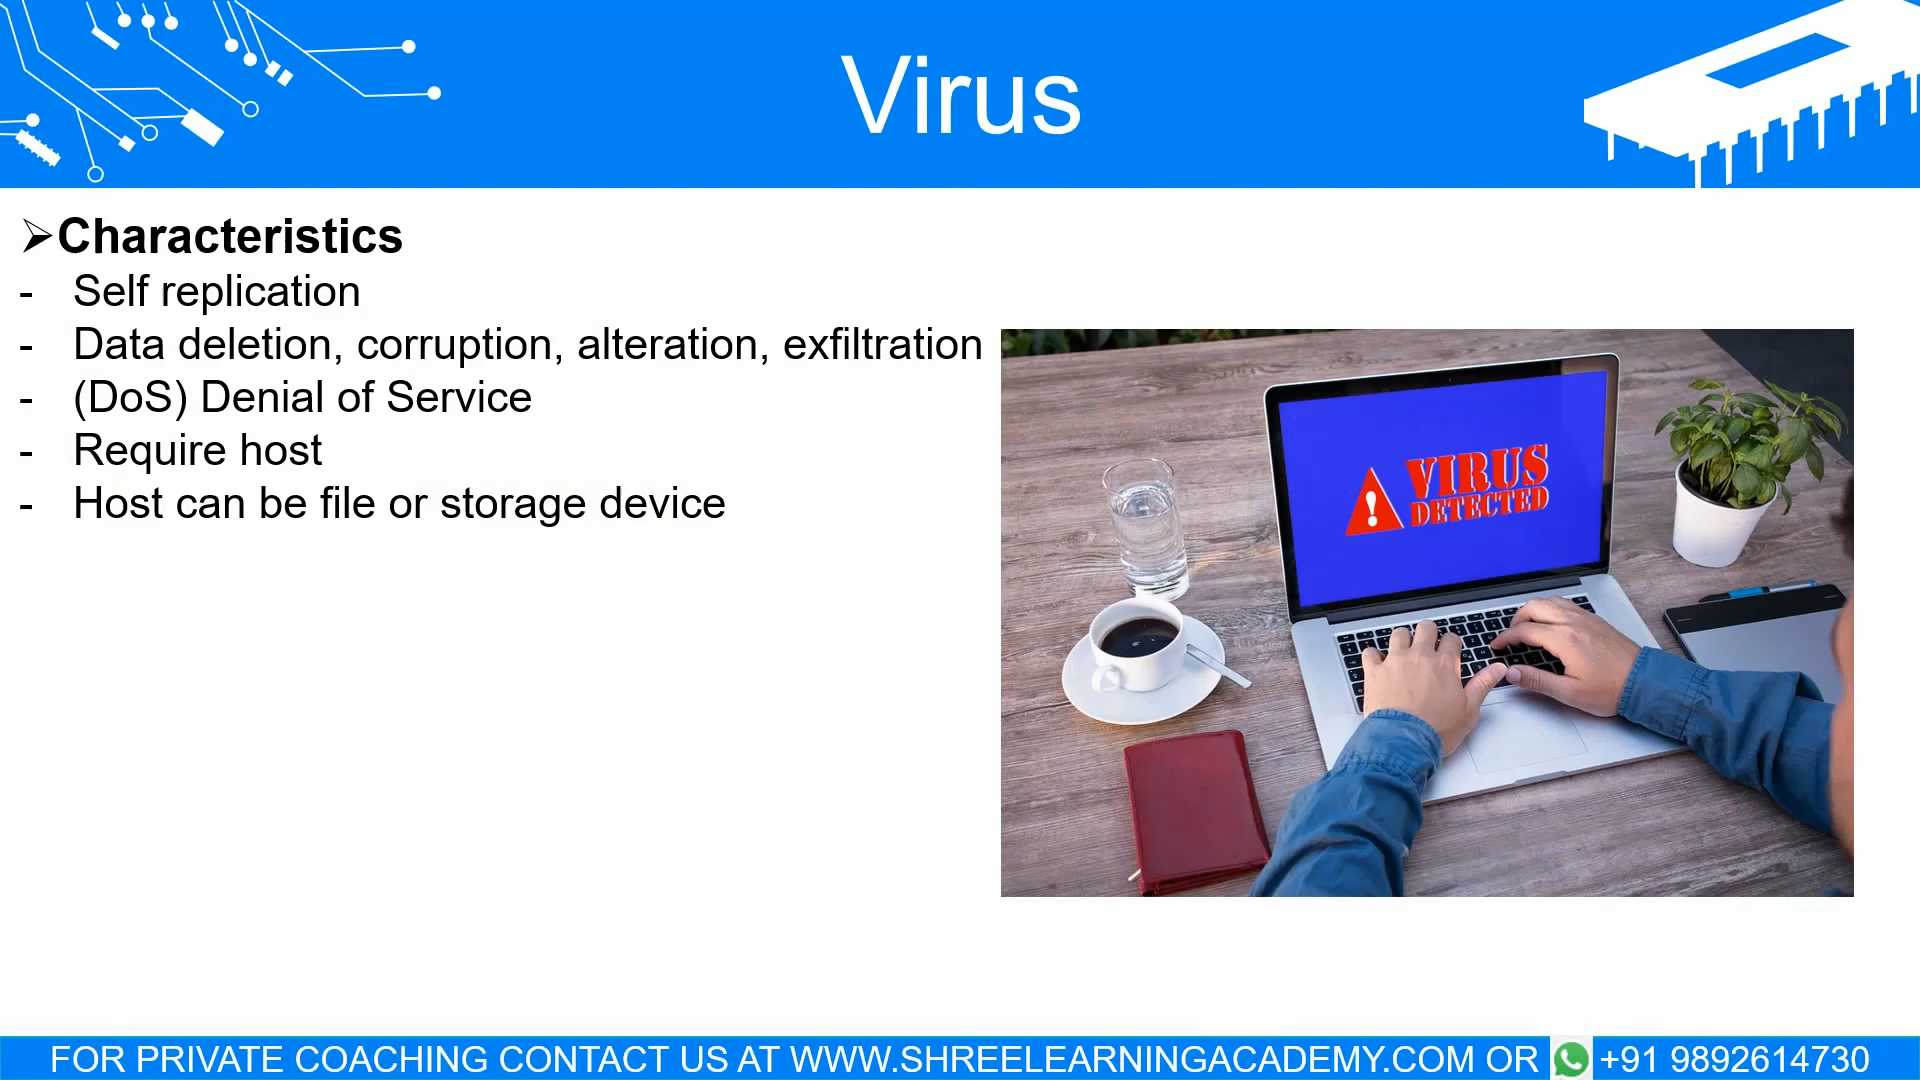 Virus
➢Characteristics
- Self replication
- Data deletion, corruption, alteration, exfiltration
- (DoS) Denial of Service
- Require host
- Host can be file or storage device
VIRUS
DETECTED
FOR PRIVATE COACHING CONTACT US AT WWW.SHREELEARNINGACADEMY.COM OR +91 9892614730